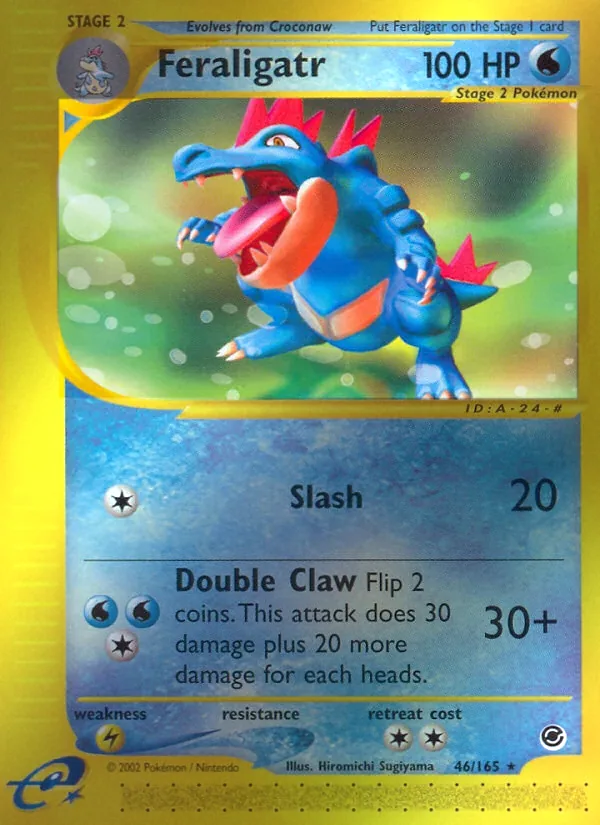 STAGE 2 Evolves from Croconaw Put Feraligatr on the Stage 1 card
Feraligatr 100 HP
Stage 2 Pokémon
ID:A-24-#
Slash 20
Double Claw Flip 2
coins. This attack does 30
damage plus 20 more
damage for each heads.
30+
weakness resistance retreat cost
© 2002 Pokémon / Nintendo Illus. Hiromichi Sugiyama 46/165 ★
e